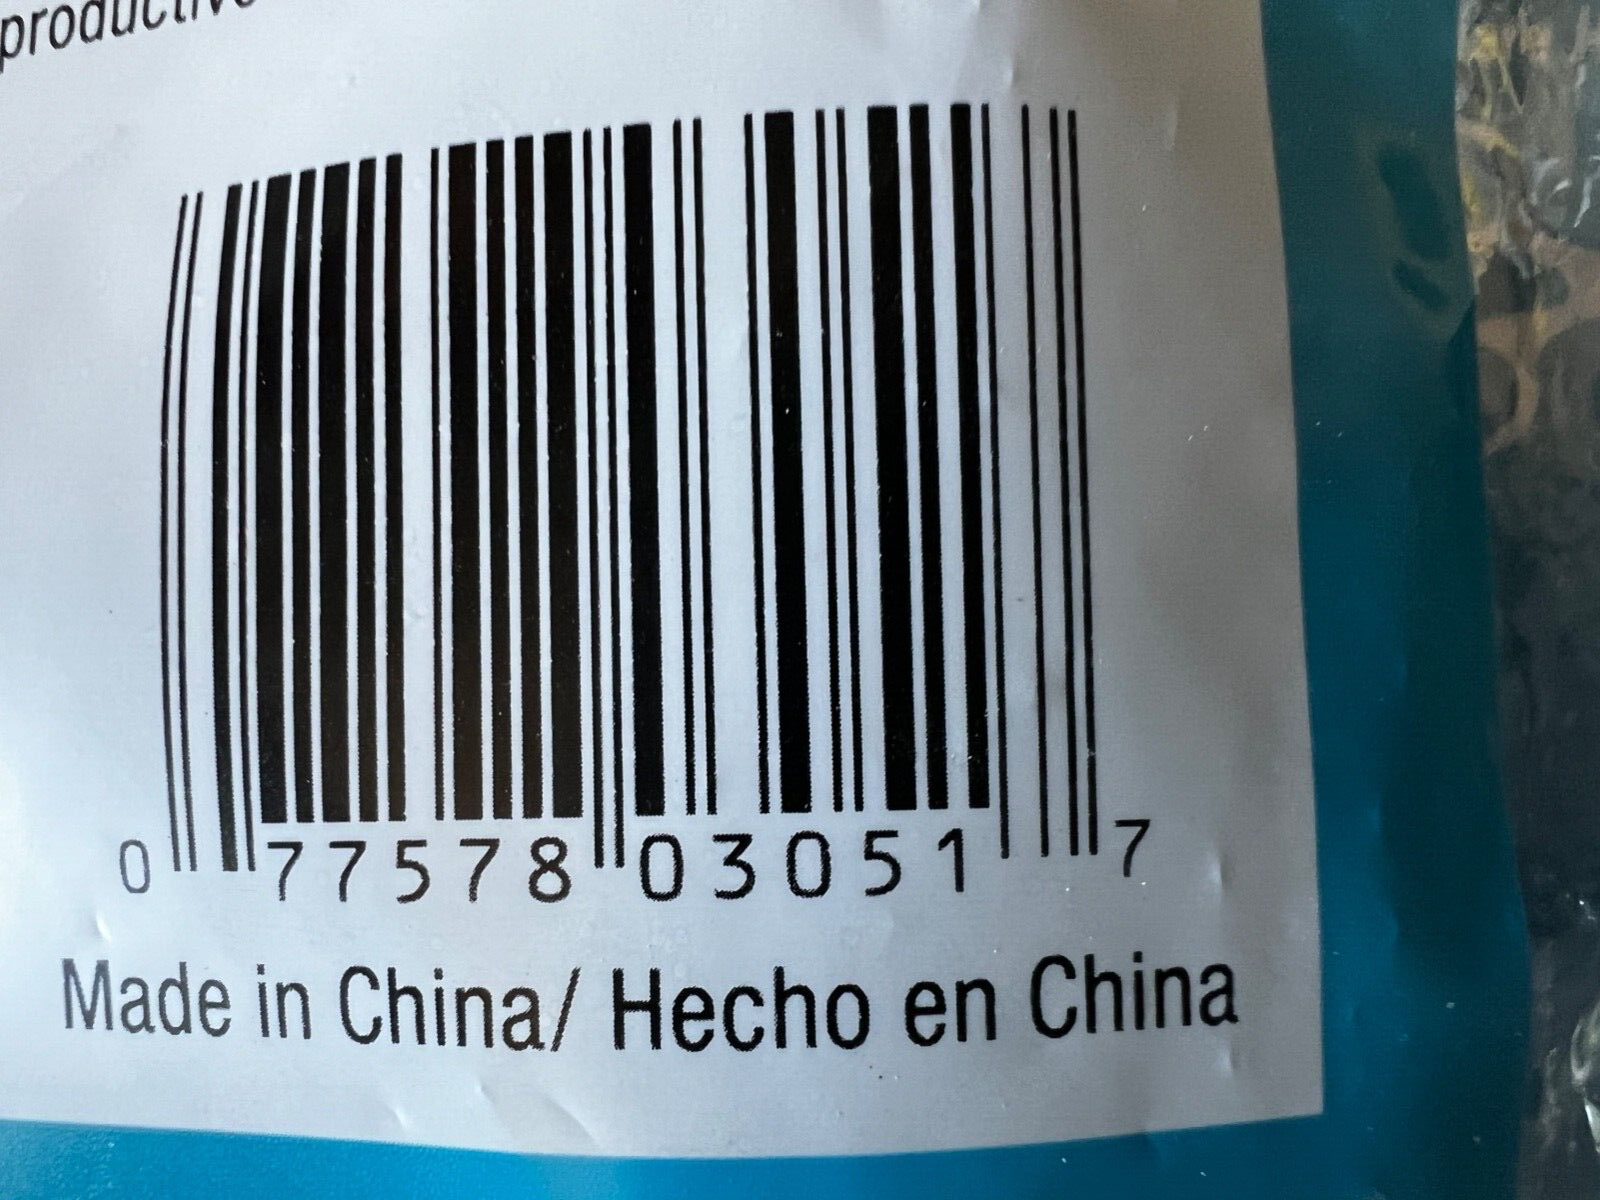 productive
0 77578 03051 7
Made in China/ Hecho en China